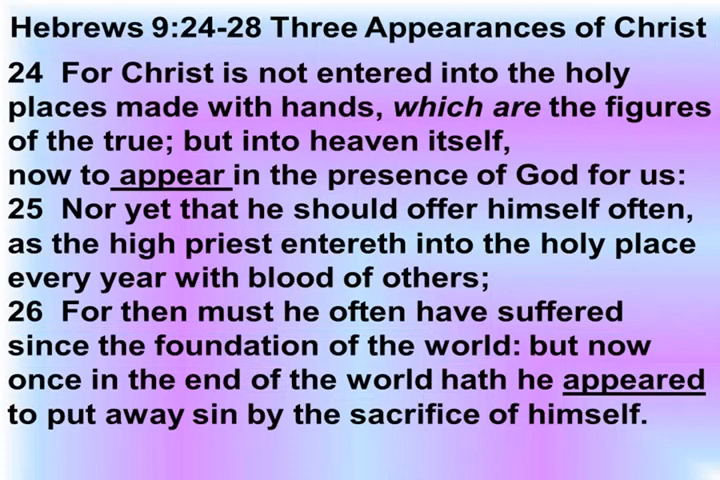 Hebrews 9:24-28 Three Appearances of Christ
24  For Christ is not entered into the holy
places made with hands, which are the figures
of the true; but into heaven itself,
now to appear in the presence of God for us:
25  Nor yet that he should offer himself often,
as the high priest entereth into the holy place
every year with blood of others;
26  For then must he often have suffered
since the foundation of the world: but now
once in the end of the world hath he appeared
to put away sin by the sacrifice of himself.